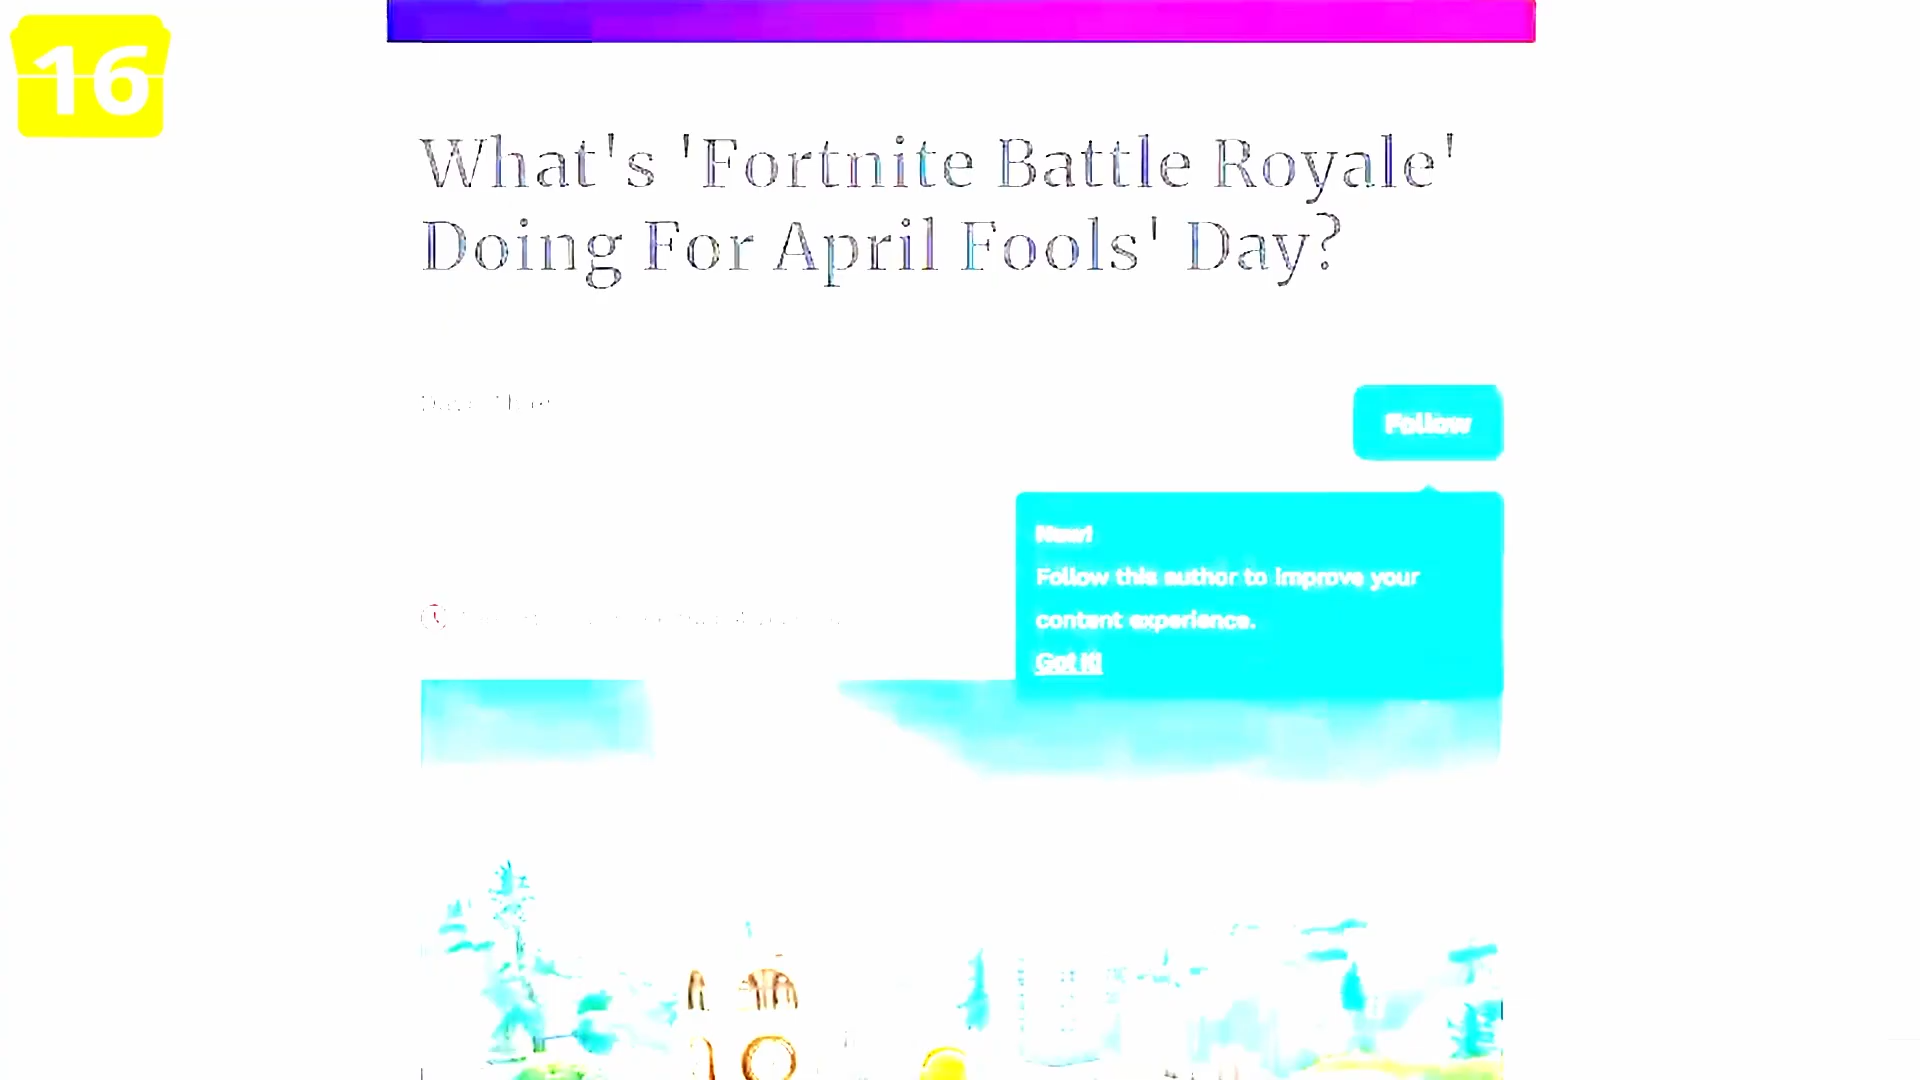 16
What's 'Fortnite Battle Royale'
Doing For April Fools' Day?
Follow
New!
Follow this author to improve your
content experience.
Got it!